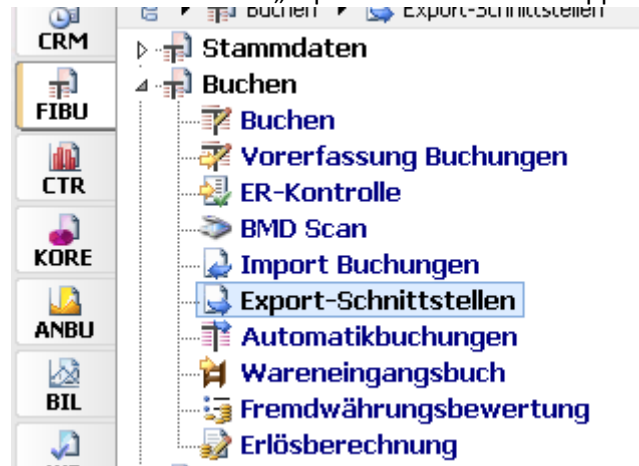 Buchen Export-Schnittstellen
CRM
Stammdaten
FIBU
Buchen
Buchen
Vorerfassung Buchungen
CTR
ER-Kontrolle
BMD Scan
KORE
Import Buchungen
Export-Schnittstellen
ANBU
Automatikbuchungen
Wareneingangsbuch
BIL
Fremdwährungsbewertung
Erlösberechnung